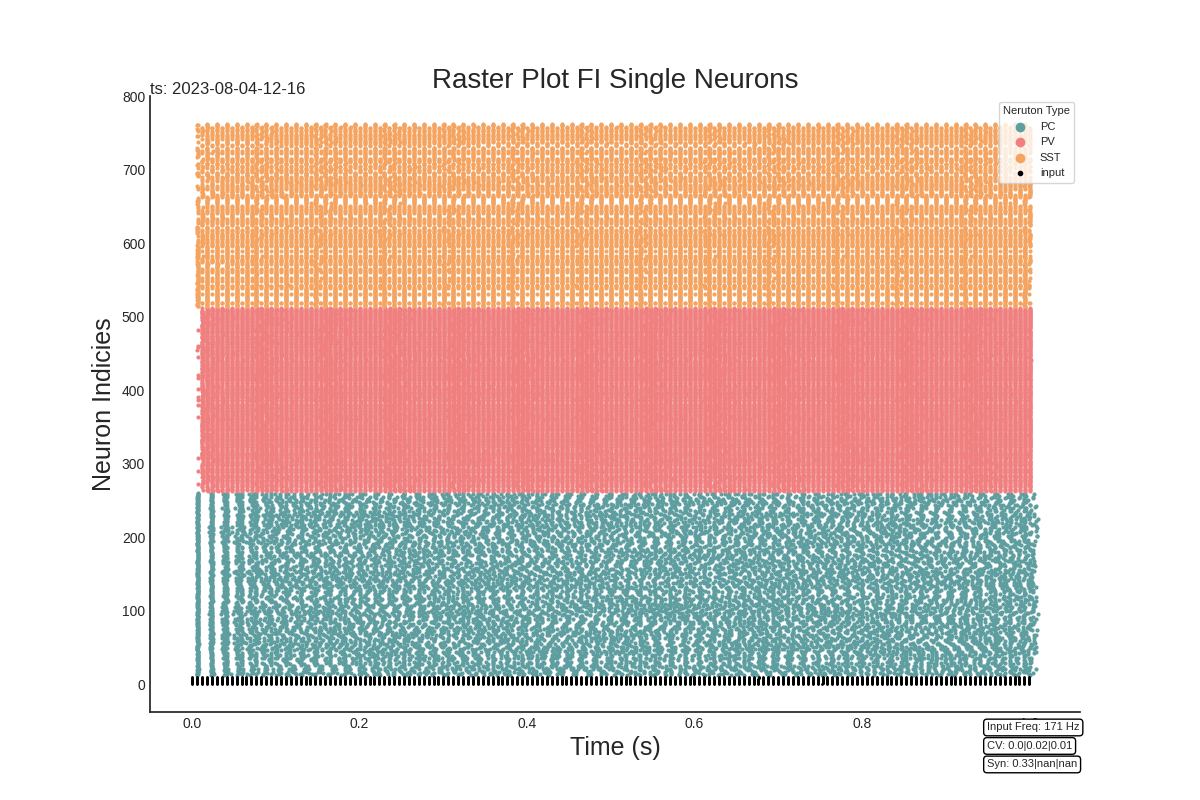 Raster Plot FI Single Neurons
ts: 2023-08-04-12-16
Neruton Type
PC
PV
SST
input
800
700
600
500
400
300
200
100
0
Neuron Indicies
0.0
0.2
0.4
0.6
0.8
Time (s)
Input Freq: 171 Hz
CV: 0.0|0.02|0.01
Syn: 0.33|nan|nan